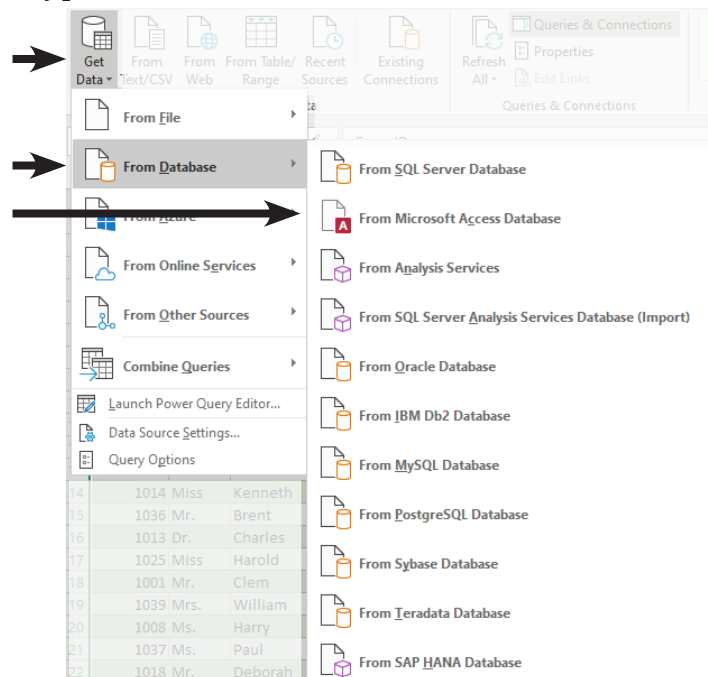 Get
Data
From
Text/CSV
From
Web
From Table/
Range
Recent
Sources
Existing
Connections
Refresh
All
Queries & Connections
Properties
Edit Links
Queries & Connections
From File
From Database
From Azure
From Online Services
From Other Sources
Combine Queries
Launch Power Query Editor...
Data Source Settings...
Query Options
From SQL Server Database
From Microsoft Access Database
From Analysis Services
From SQL Server Analysis Services Database (Import)
From Oracle Database
From IBM Db2 Database
From MySQL Database
From PostgreSQL Database
From Sybase Database
From Teradata Database
From SAP HANA Database
14 1014 Miss Kenneth
15 1036 Mr. Brent
16 1013 Dr. Charles
17 1025 Miss Harold
18 1001 Mr. Clem
19 1039 Mrs. William
20 1008 Ms. Harry
21 1037 Ms. Paul
22 1018 Mr. Deborah